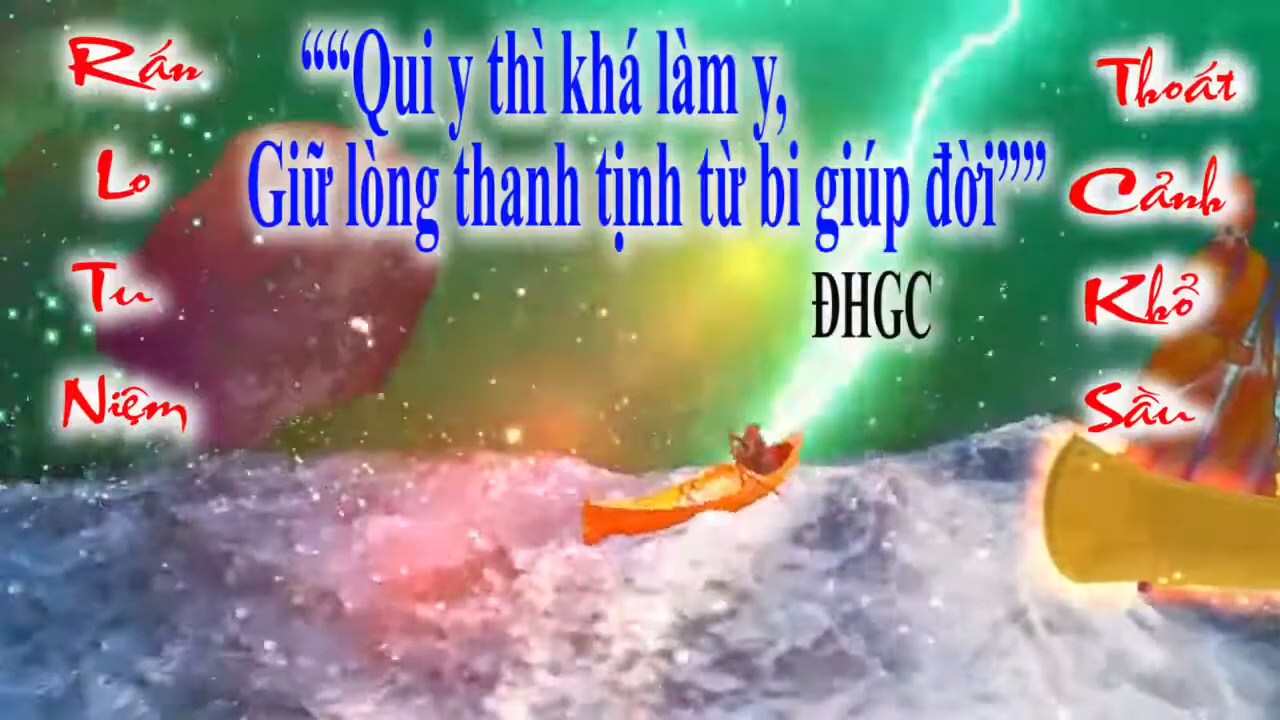 Rán
Lo
Tu
Niệm
““Qui y thì khá làm y,
Giữ lòng thanh tịnh từ bi giúp đời””
ĐHGC
Thoát
Cảnh
Khổ
Sầu